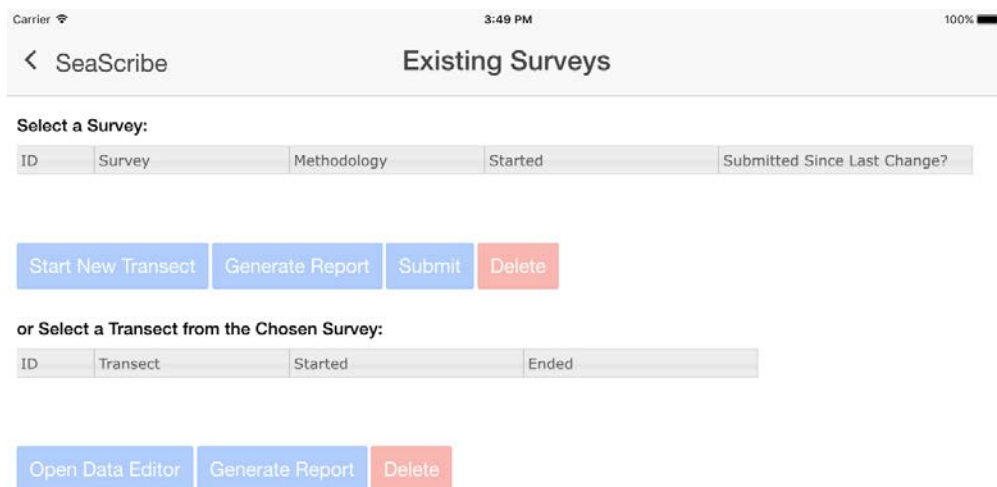 Carrier 3:49 PM 100%
SeaScribe Existing Surveys
Select a Survey:
ID Survey Methodology Started Submitted Since Last Change?
Start New Transect Generate Report Submit Delete
or Select a Transect from the Chosen Survey:
ID Transect Started Ended
Open Data Editor Generate Report Delete